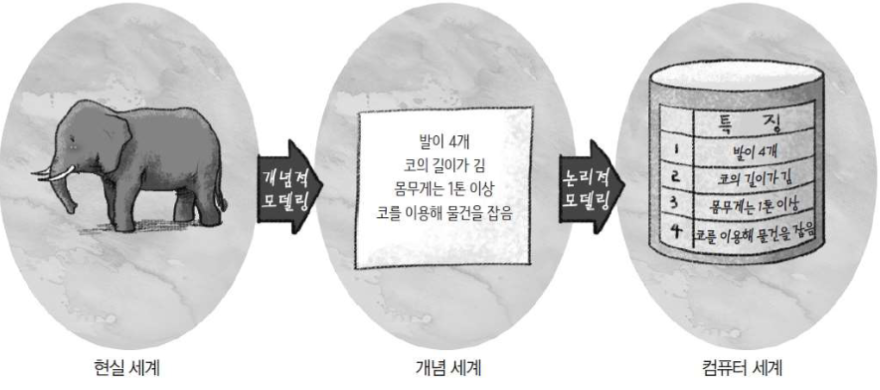 발이 4개
코의 길이가 김
몸무게는 1톤 이상
코를 이용해 물건을 잡음
개념적
모델링
논리적
모델링
특 징
1 발이 4개
2 코의 길이가 김
3 몸무게는 1톤 이상
4 코를 이용해 물건을 잡음
현실 세계
개념 세계
컴퓨터 세계